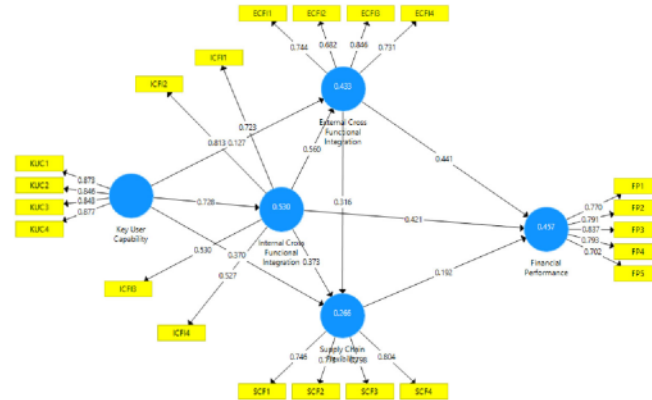 ECFI1 ECFI2 ECFI3 ECFI4
0.744 0.682 0.846 0.731
ICFI1
ICFI2
0.433
External Cross
Functional
Integration
0.723
0.813 0.127
0.560
0.441
KUC1
KUC2
KUC3
KUC4
0.873
0.846
0.843
0.877
Key User
Capability
0.728
0.530
Internal Cross
Functional
Integration
0.316
0.421
0.457
Financial
Performance
FP1
FP2
FP3
FP4
FP5
0.770
0.791
0.837
0.793
0.702
0.530
0.370
0.527
0.373
0.192
ICFI3
ICFI4
Supply Chain
0.748
0.804
SCF1 SCF2 SCF3 SCF4